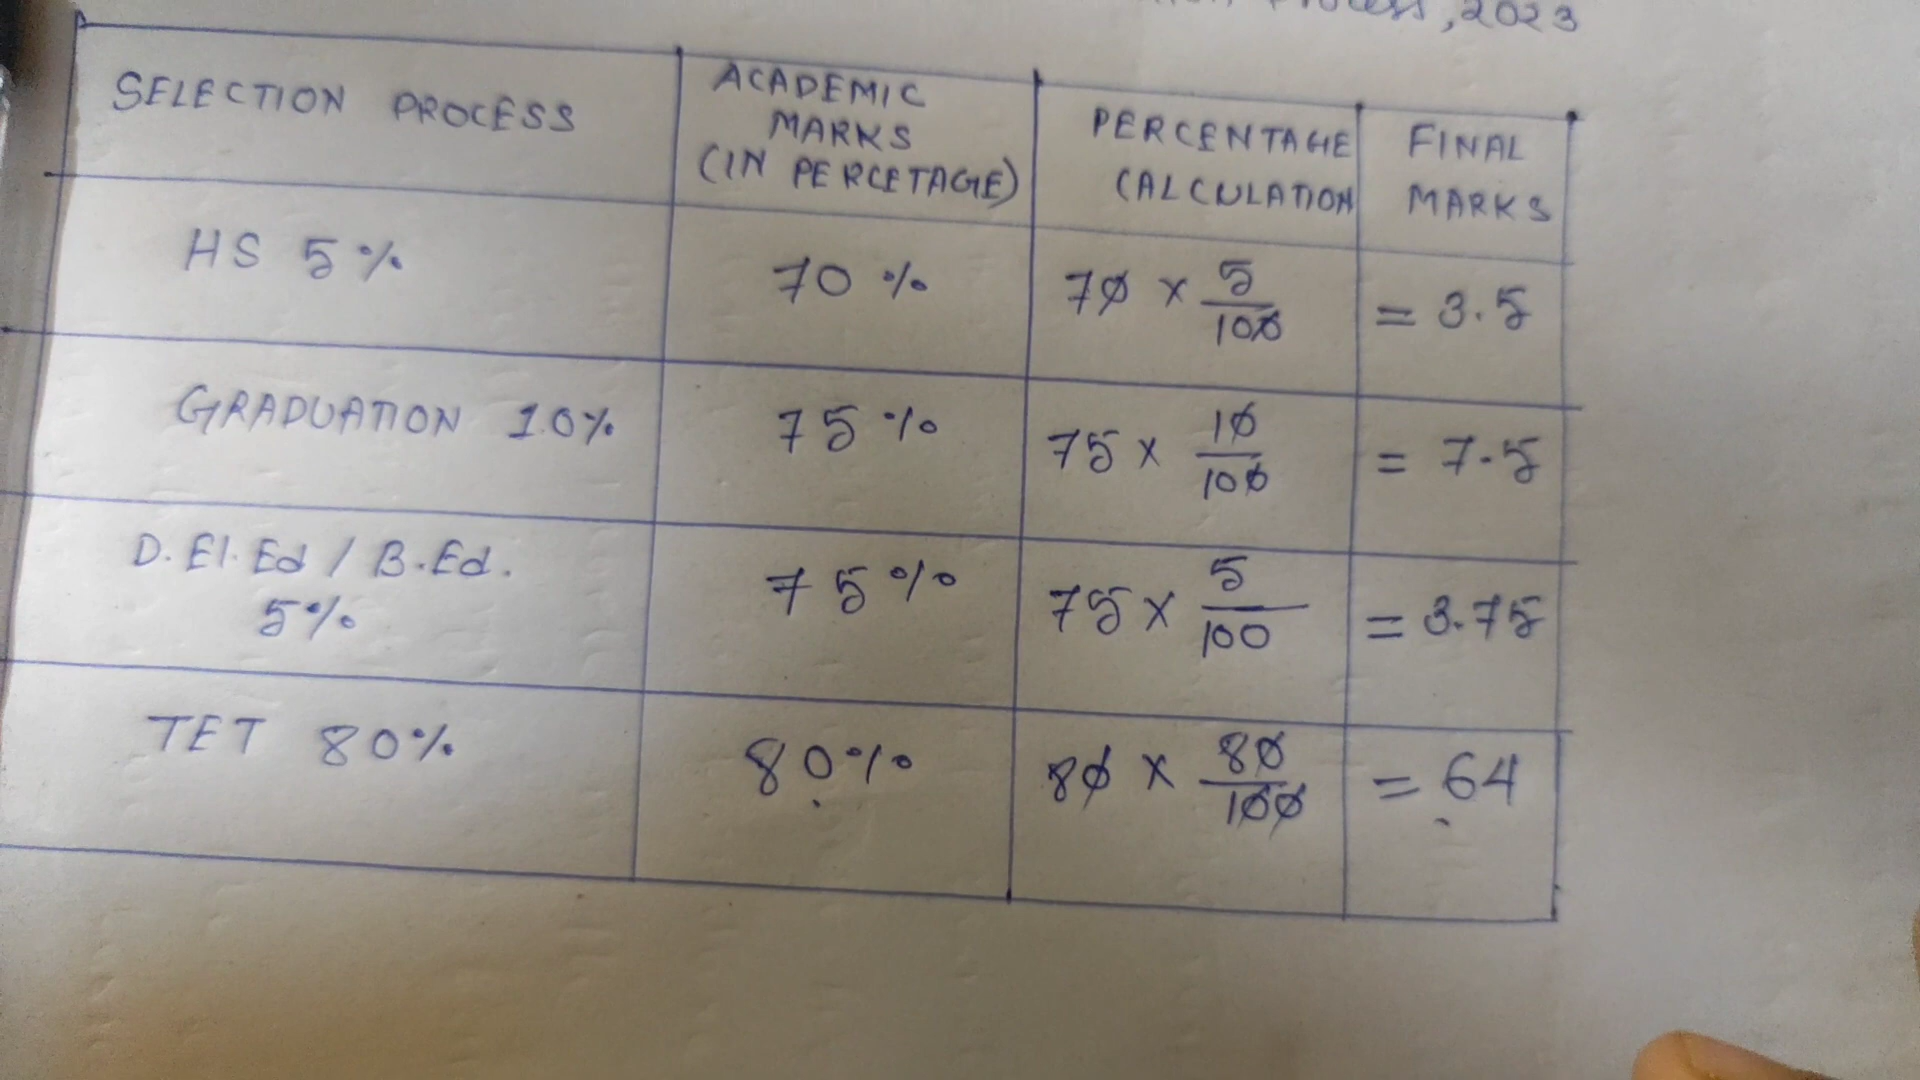 Process, 2023
SELECTION PROCESS
ACADEMIC
MARKS
(IN PERCETAGE)
PERCENTAGE
CALCULATION
FINAL
MARKS
HS 5%
70%
70 × 5/100
= 3.5
GRADUATION 10%
75%
75 × 10/100
= 7.5
D. El. Ed / B.Ed.
5%
75%
75 × 5/100
= 3.75
TET 80%
80%
80 × 80/100
= 64